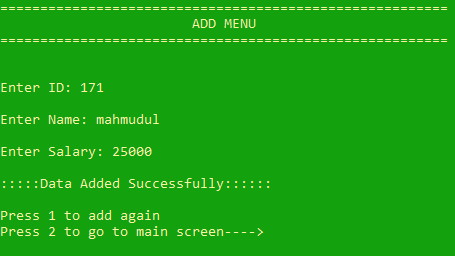 ========================================================
ADD MENU
========================================================
Enter ID: 171
Enter Name: mahmudul
Enter Salary: 25000
:::::Data Added Successfully::::::
Press 1 to add again
Press 2 to go to main screen---->